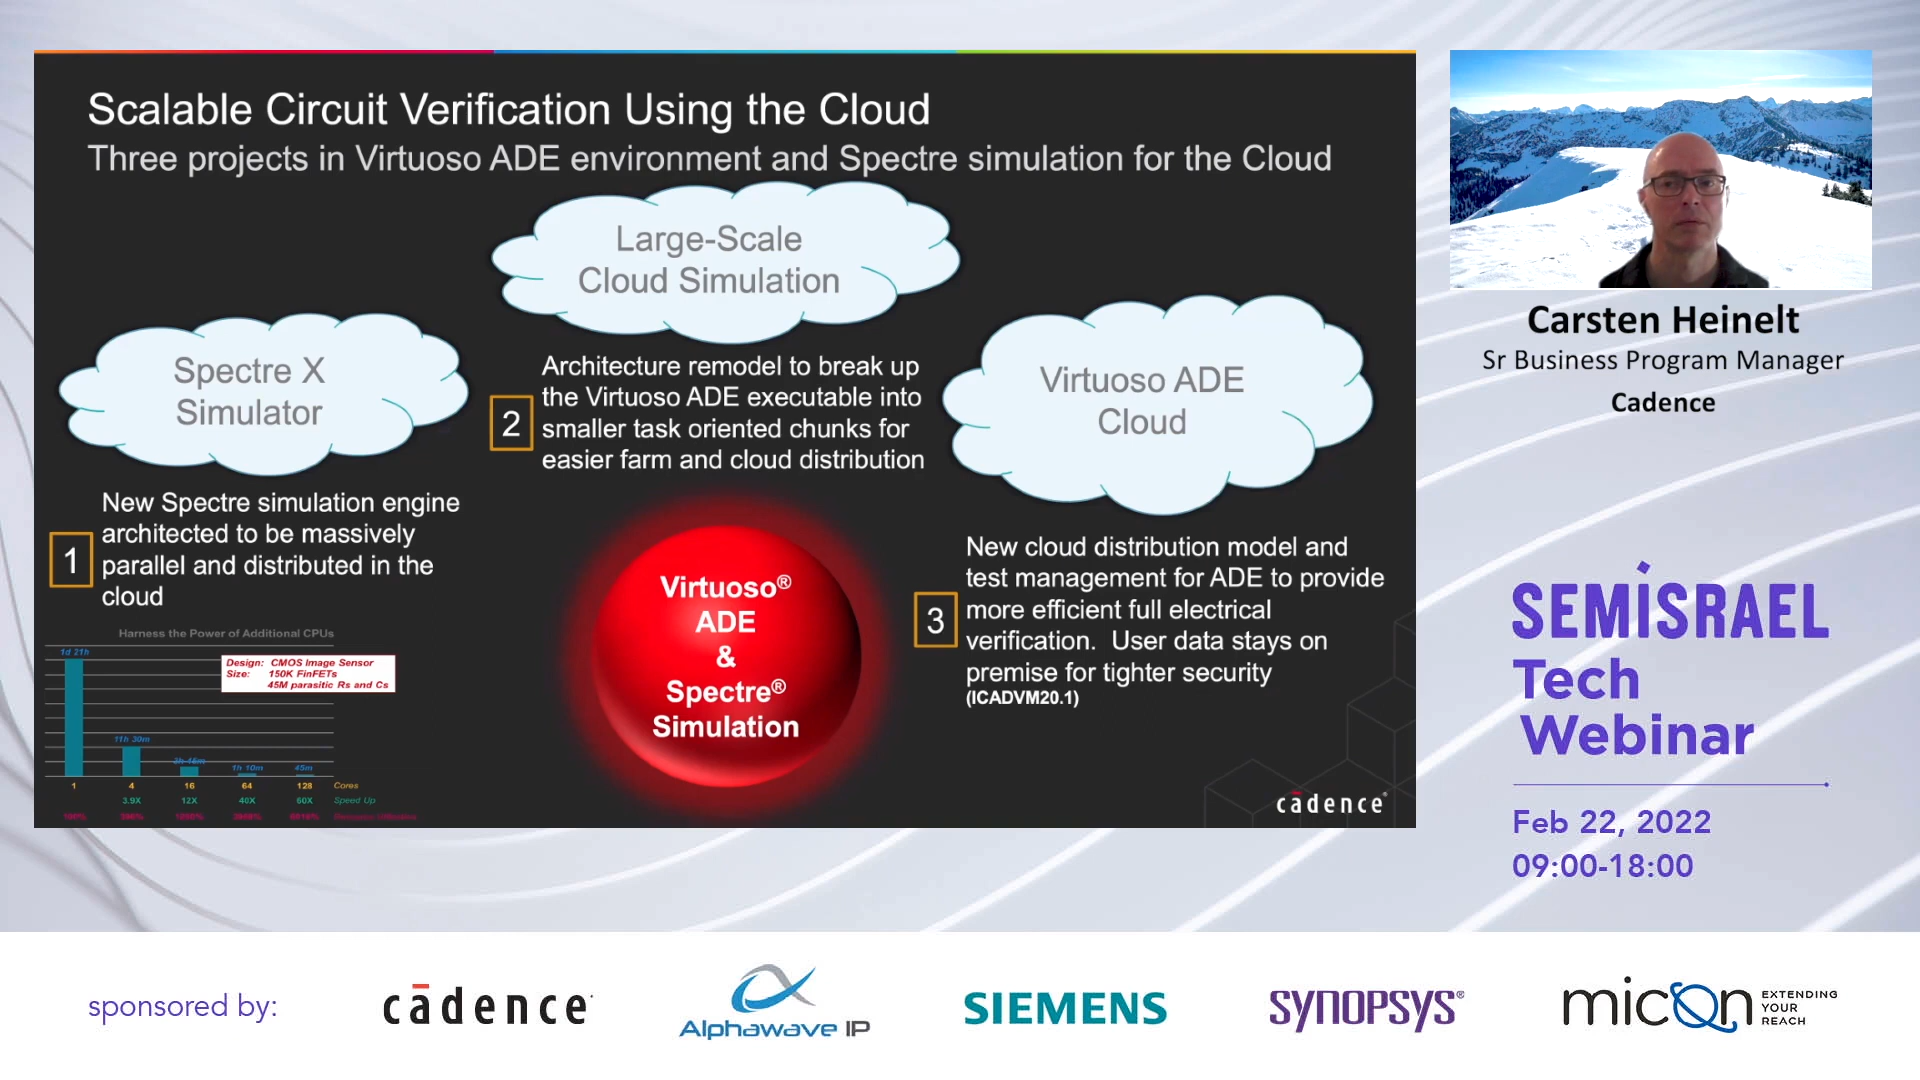 Scalable Circuit Verification Using the Cloud
Three projects in Virtuoso ADE environment and Spectre simulation for the Cloud
Large-Scale
Cloud Simulation
Spectre X
Simulator
Virtuoso ADE
Cloud
2
Architecture remodel to break up
the Virtuoso ADE executable into
smaller task oriented chunks for
easier farm and cloud distribution
1
New Spectre simulation engine
architected to be massively
parallel and distributed in the
cloud
3
New cloud distribution model and
test management for ADE to provide
more efficient full electrical
verification. User data stays on
premise for tighter security
(ICADVM20.1)
Virtuoso®
ADE
&
Spectre®
Simulation
Harness the Power of Additional CPUs
Design: CMOS Image Sensor
Size: 150K FinFETs
45M parasitic Rs and Cs
1d 21h
11h 30m
1h 10m
45m
1 4 16 64 128 Cores
3.9X 12X 40X 60X Speed Up
cādence®
Carsten Heinelt
Sr Business Program Manager
Cadence
SEMISRAEL
Tech
Webinar
Feb 22, 2022
09:00-18:00
sponsored by:
cādence
Alphawave IP
SIEMENS
SYNOPSYS®
micon
EXTENDING
YOUR
REACH